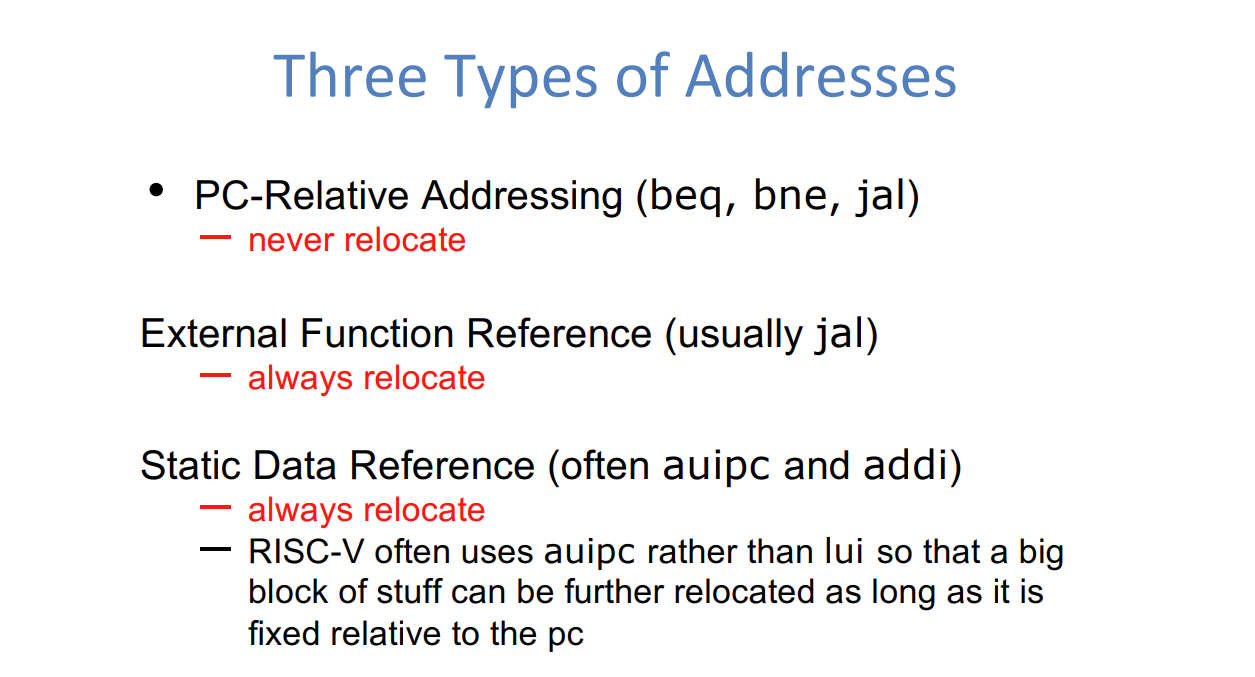 Three Types of Addresses
• PC-Relative Addressing (beq, bne, jal)
— never relocate
External Function Reference (usually jal)
— always relocate
Static Data Reference (often auipc and addi)
— always relocate
— RISC-V often uses auipc rather than lui so that a big
block of stuff can be further relocated as long as it is
fixed relative to the pc